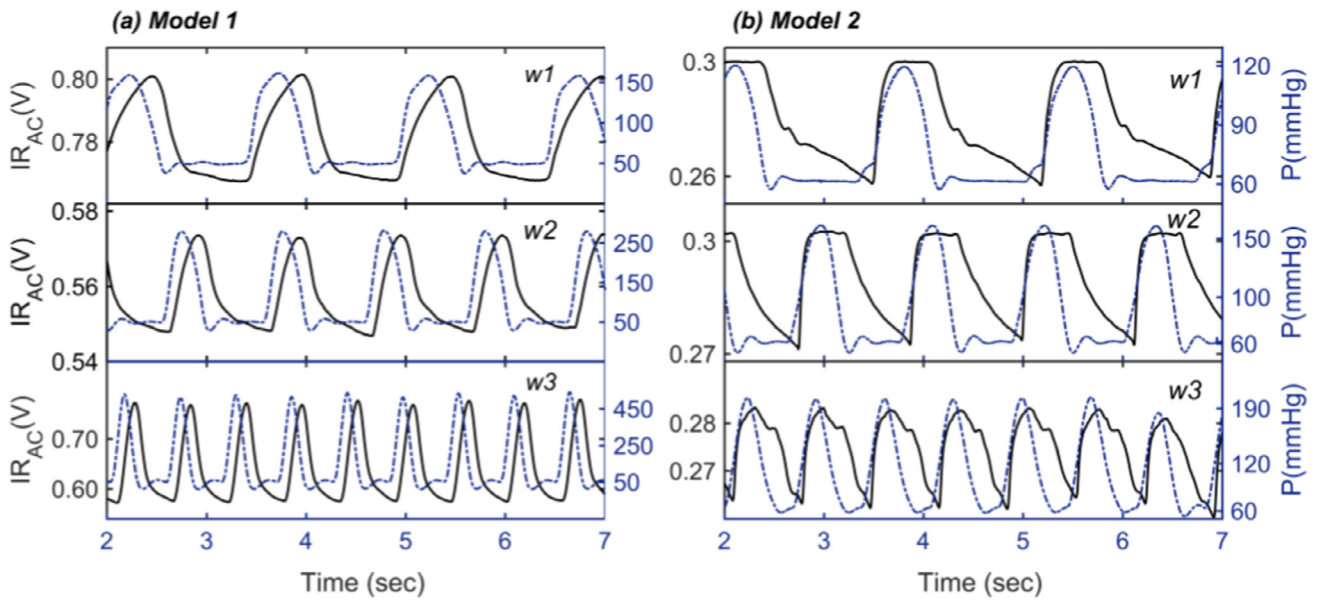 (a) Model 1
(b) Model 2
IR_AC(V)
0.80
0.78
w1
150
100
50
0.3
0.26
w1
120
90
60
P(mmHg)
IR_AC(V)
0.58
0.56
0.54
w2
250
150
50
0.3
0.27
w2
150
100
60
P(mmHg)
IR_AC(V)
0.70
0.60
w3
450
250
50
0.28
0.27
w3
190
120
60
P(mmHg)
2 3 4 5 6 7
2 3 4 5 6 7
Time (sec)
Time (sec)